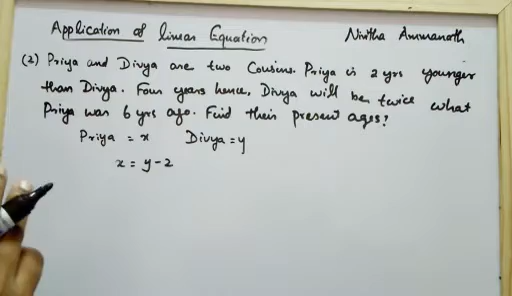 Application of linear Equation
Nivitha Ammanath
(2) Priya and Divya are two Cousins. Priya is 2 yrs younger
than Divya. Four years hence, Divya will be twice what
Priya was 6 yrs ago. Find their present ages?
Priya = x Divya = y
x = y - 2